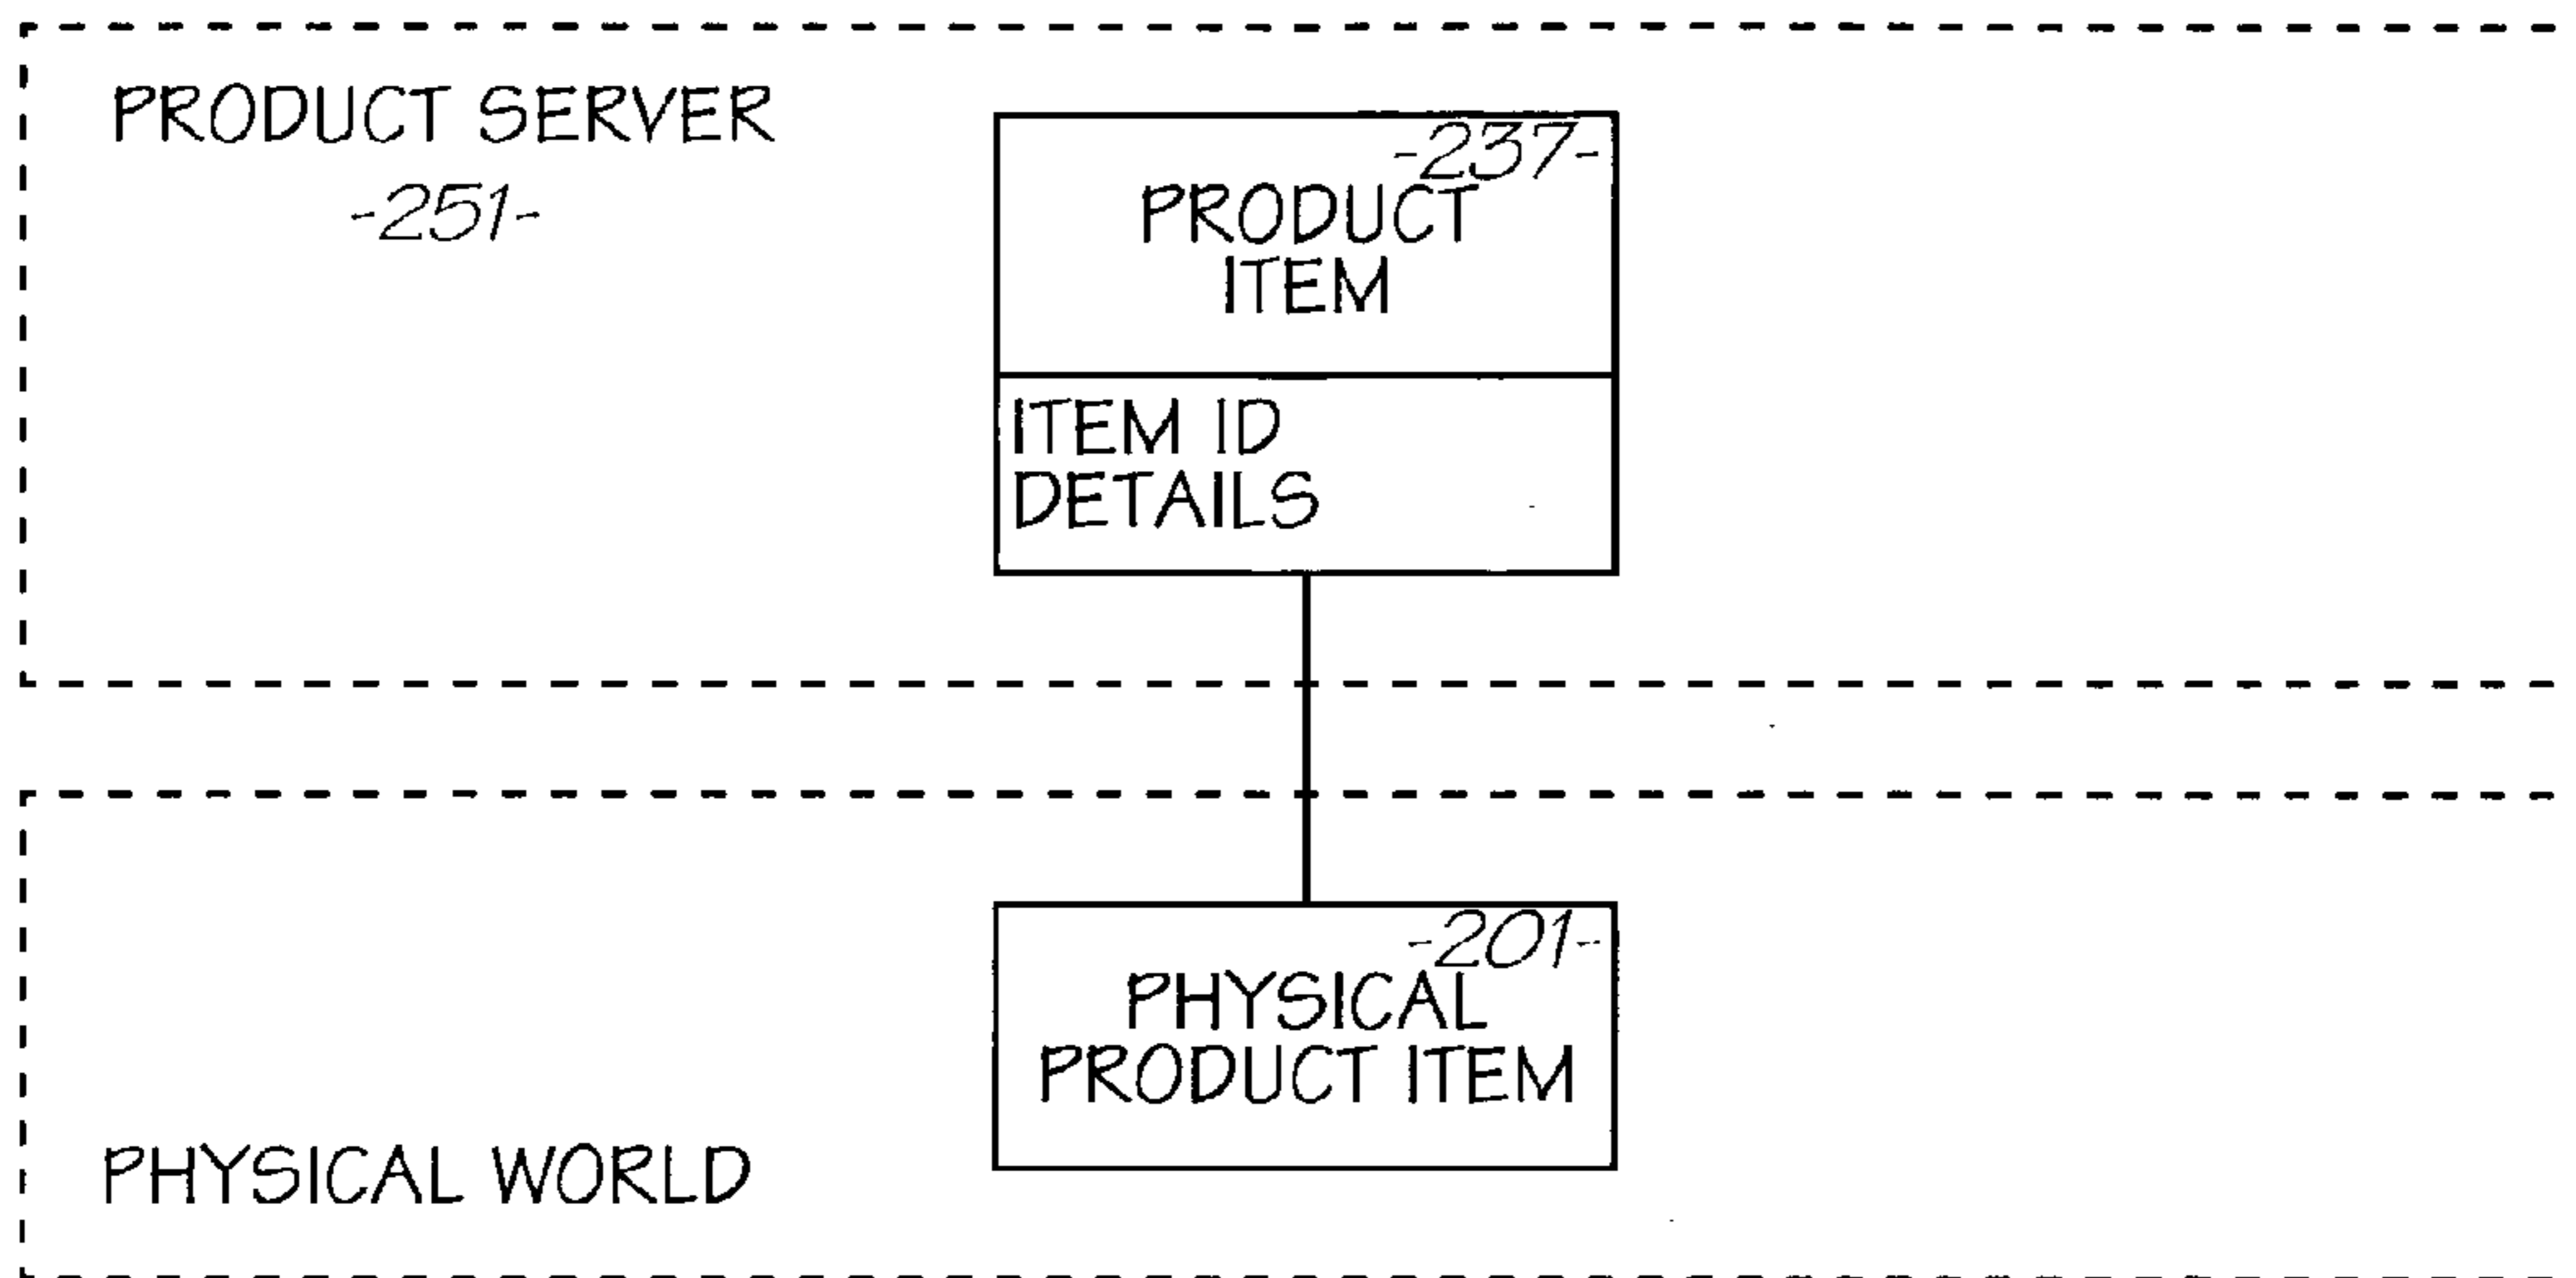 PRODUCT SERVER
-251-
-237-
PRODUCT
ITEM
ITEM ID
DETAILS
-201-
PHYSICAL
PRODUCT ITEM
PHYSICAL WORLD